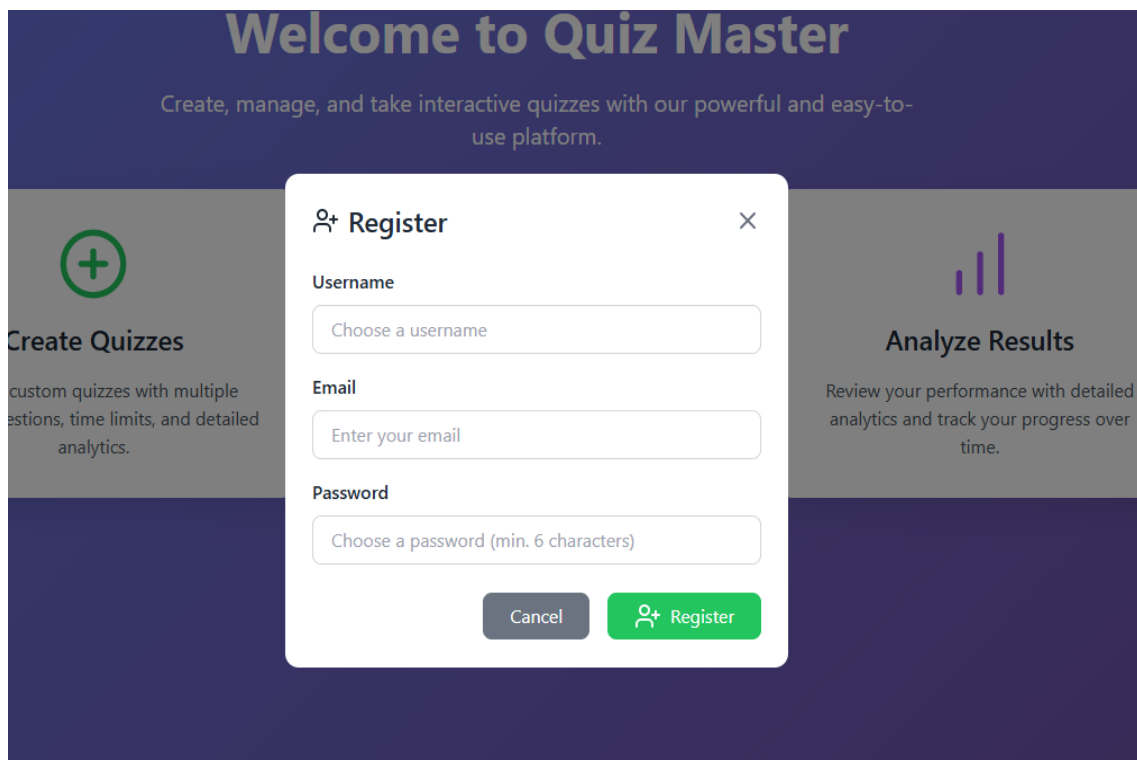 Welcome to Quiz Master
Create, manage, and take interactive quizzes with our powerful and easy-to-
use platform.
Register
Username
Choose a username
Email
Enter your email
Password
Choose a password (min. 6 characters)
Cancel
Register
Create Quizzes
custom quizzes with multiple
estions, time limits, and detailed
analytics.
Analyze Results
Review your performance with detailed
analytics and track your progress over
time.